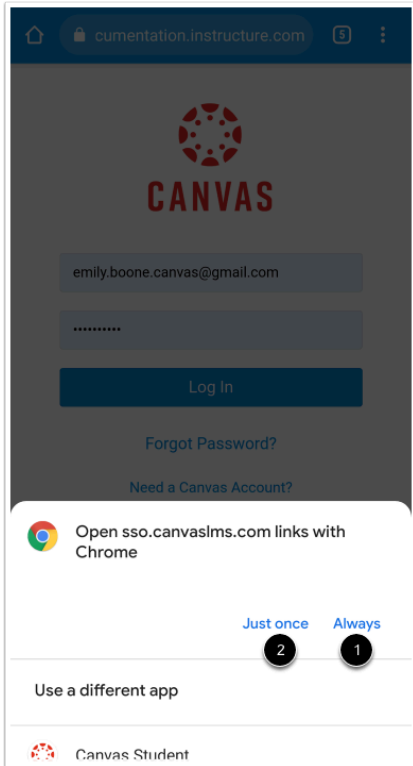 cumentation.instructure.com
5
CANVAS
emily.boone.canvas@gmail.com
••••••••••
Log In
Forgot Password?
Need a Canvas Account?
Open sso.canvaslms.com links with
Chrome
Just once Always
2 1
Use a different app
Canvas Student